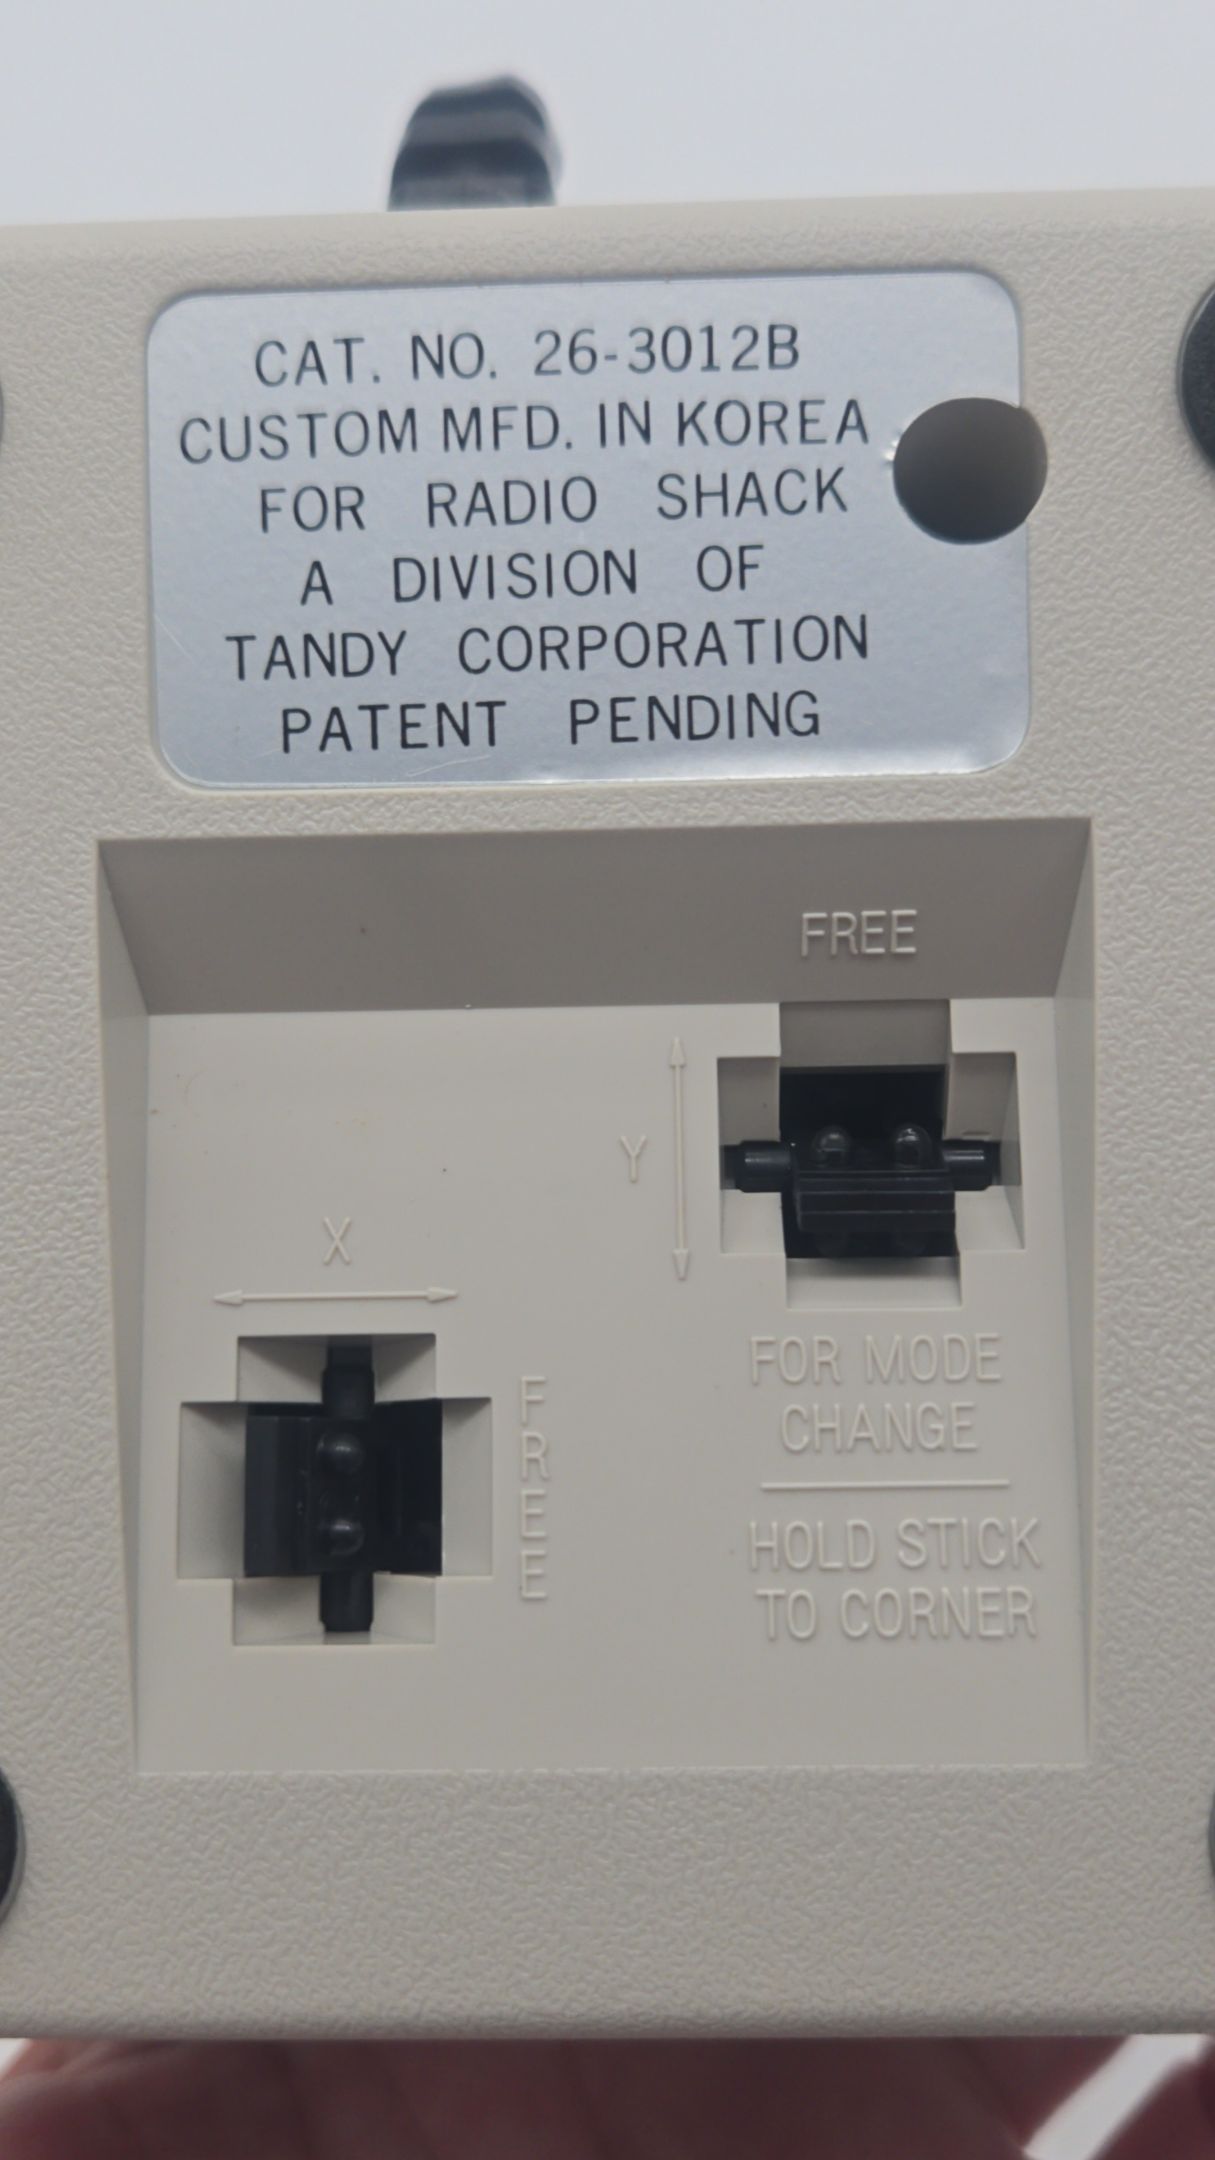 CAT. NO. 26-3012B
CUSTOM MFD. IN KOREA
FOR RADIO SHACK
A DIVISION OF
TANDY CORPORATION
PATENT PENDING
FREE
Y
X
FREE
FOR MODE
CHANGE
HOLD STICK
TO CORNER